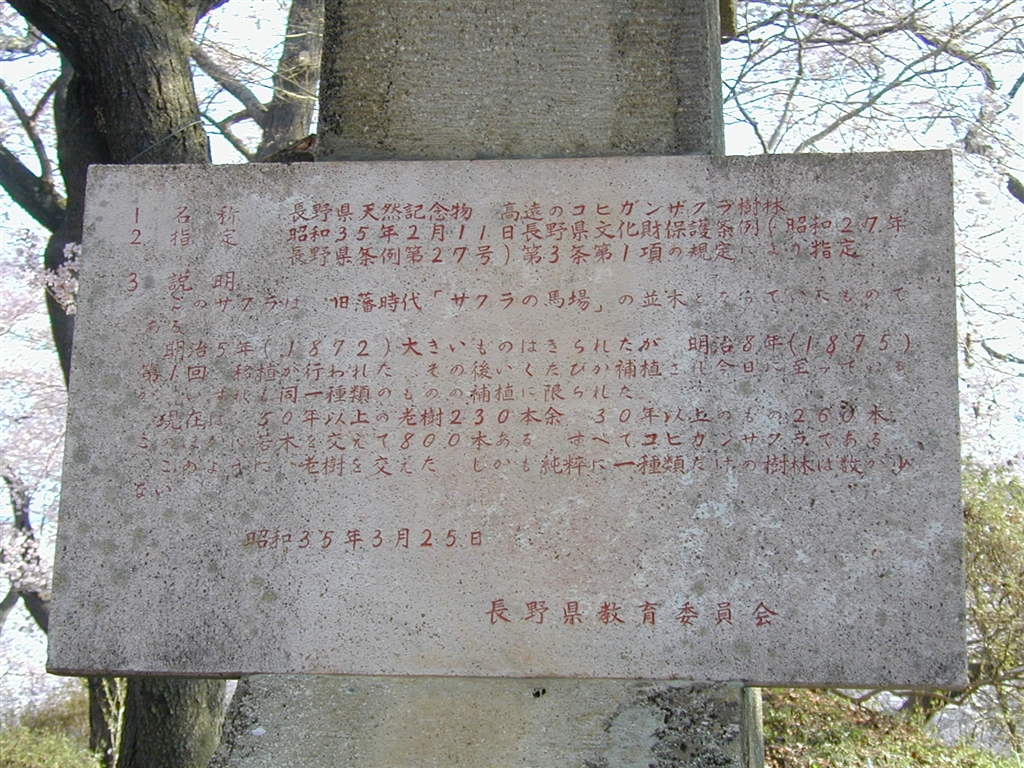 1 名称 長野県天然記念物 高遠のコヒガンザクラ樹林
2 指定 昭和35年2月11日長野県文化財保護条例(昭和27年
長野県条例第27号)第3条第1項の規定により指定
3 説明
このサクラは、旧藩時代「サクラの馬場」の並木となっていたもので
ある
明治5年(1872)大きいものはきられたが 明治8年(1875)
第1回 移植が行われた その後いくたびか補植され今日に至って
いずれも同一種類のものの補植に限られた
現在は 50年以上の老樹230本余 30年以上のもの260本
このほかに若木を交えて800本ある すべてコヒガンザクラである
このように 老樹を交えた しかも純粋に一種類だけの樹林は数が少
ない
昭和35年3月25日
長野県教育委員会